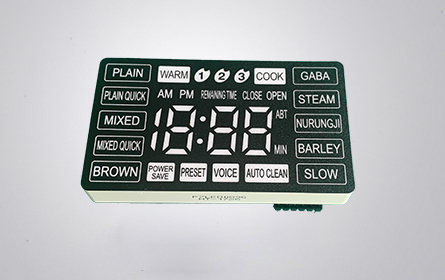 PLAIN WARM 1 2 3 COOK GABA
PLAIN QUICK AM PM REMAINING TIME CLOSE OPEN STEAM
MIXED 18:88 ABT NURUNGJI
MIXED QUICK MIN BARLEY
BROWN POWER SAVE PRESET VOICE AUTO CLEAN SLOW